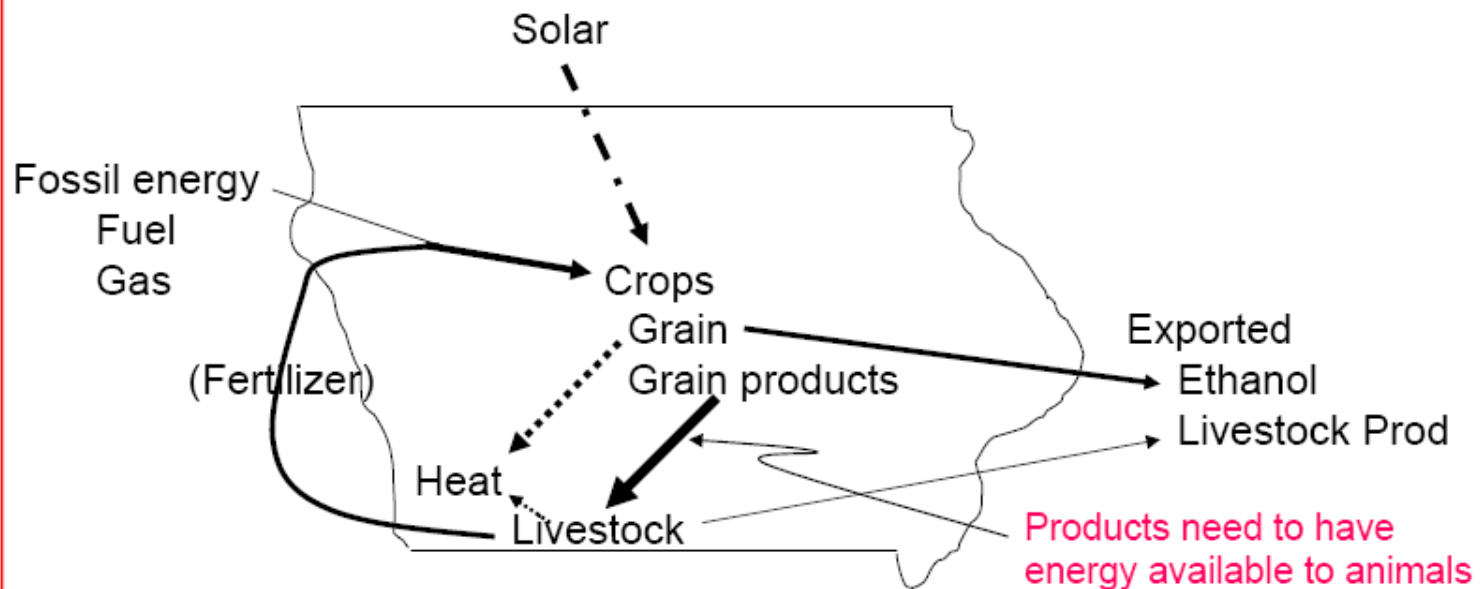 Solar
Fossil energy
Fuel
Gas
Crops
Grain
Grain products
(Fertilizer)
Heat
Livestock
Exported
Ethanol
Livestock Prod
Products need to have
energy available to animals